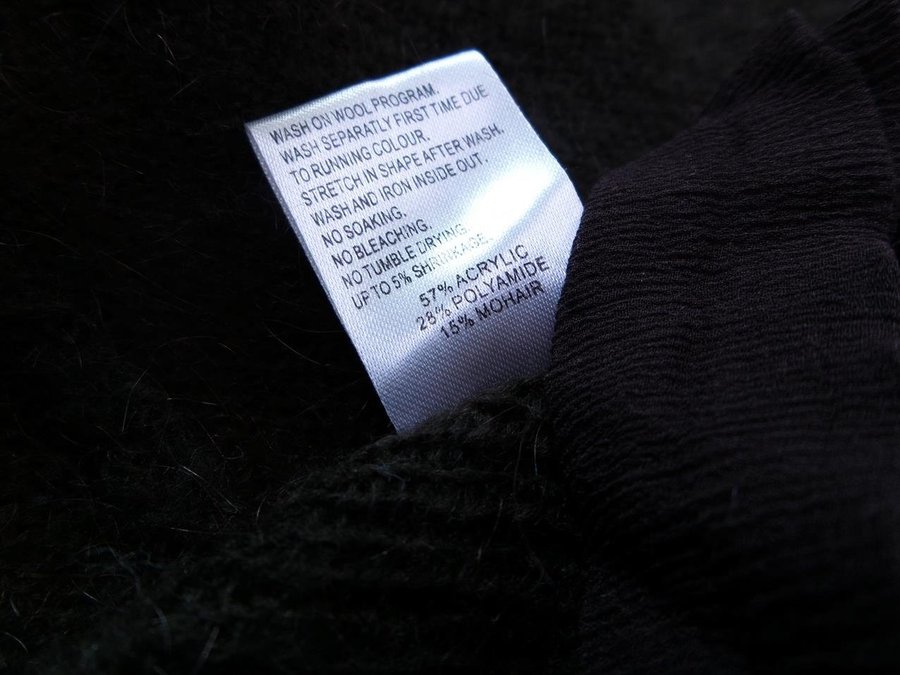 WASH ON WOOL PROGRAM.
WASH SEPARATLY FIRST TIME DUE
TO RUNNING COLOUR.
STRETCH IN SHAPE AFTER WASH.
WASH AND IRON INSIDE OUT.
NO SOAKING.
NO BLEACHING.
NO TUMBLE DRYING.
UP TO 5% SHRINKAGE.
57% ACRYLIC
28% POLYAMIDE
15% MOHAIR